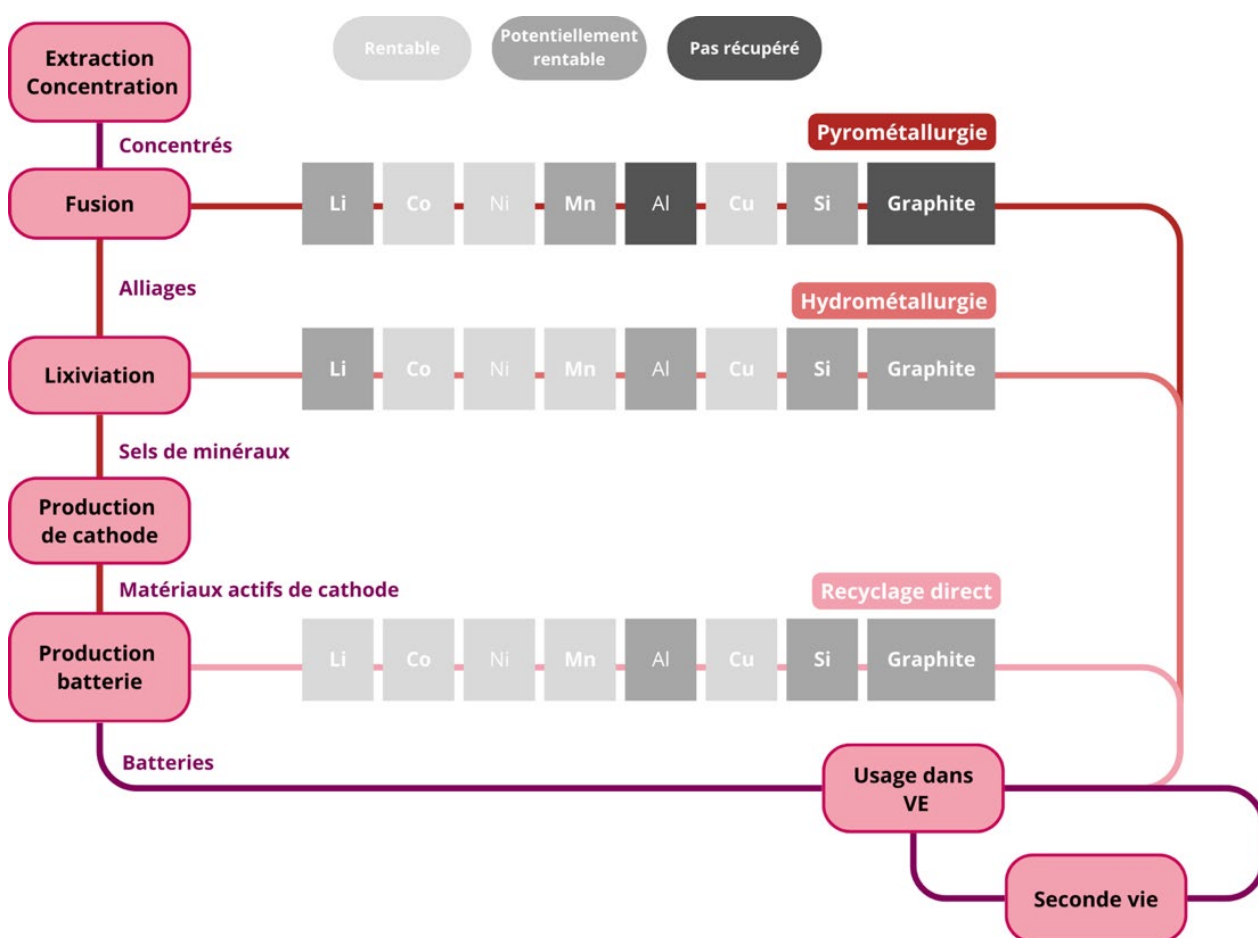 Extraction
Concentration
Rentable
Potentiellement
rentable
Pas récupéré
Concentrés
Pyrométallurgie
Fusion
Li Co Ni Mn Al Cu Si Graphite
Alliages
Hydrométallurgie
Lixiviation
Li Co Ni Mn Al Cu Si Graphite
Sels de minéraux
Production
de cathode
Matériaux actifs de cathode
Recyclage direct
Production
batterie
Li Co Ni Mn Al Cu Si Graphite
Batteries
Usage dans
VE
Seconde vie